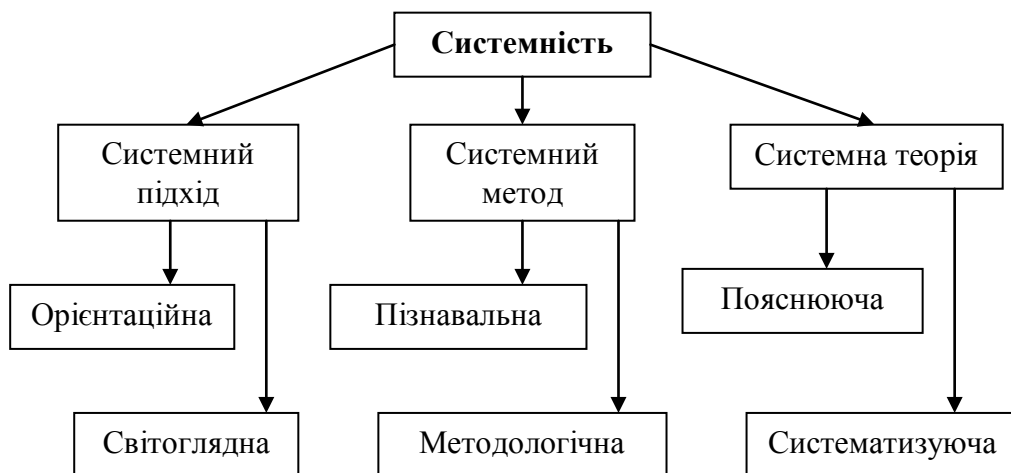 Системність
Системний
підхід
Системний
метод
Системна теорія
Орієнтаційна
Пізнавальна
Пояснююча
Світоглядна
Методологічна
Систематизуюча